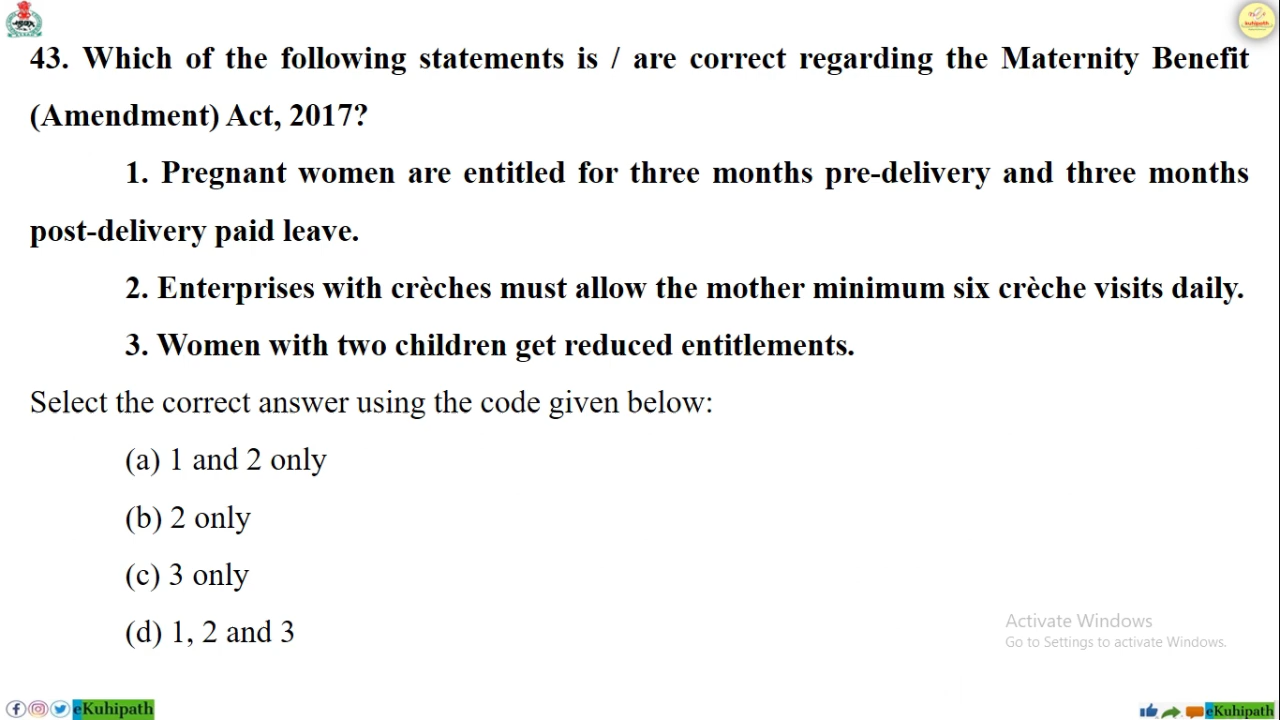 43. Which of the following statements is / are correct regarding the Maternity Benefit
(Amendment) Act, 2017?
1. Pregnant women are entitled for three months pre-delivery and three months
post-delivery paid leave.
2. Enterprises with crèches must allow the mother minimum six crèche visits daily.
3. Women with two children get reduced entitlements.
Select the correct answer using the code given below:
(a) 1 and 2 only
(b) 2 only
(c) 3 only
(d) 1, 2 and 3
Activate Windows
Go to Settings to activate Windows.
eKuhipath
eKuhipath